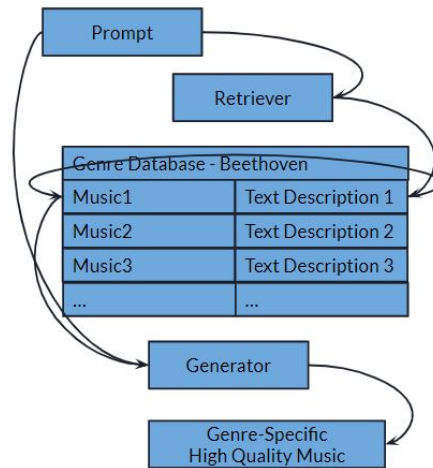 Prompt
Retriever
Genre Database - Beethoven
Music1 Text Description 1
Music2 Text Description 2
Music3 Text Description 3
... ...
Generator
Genre-Specific
High Quality Music